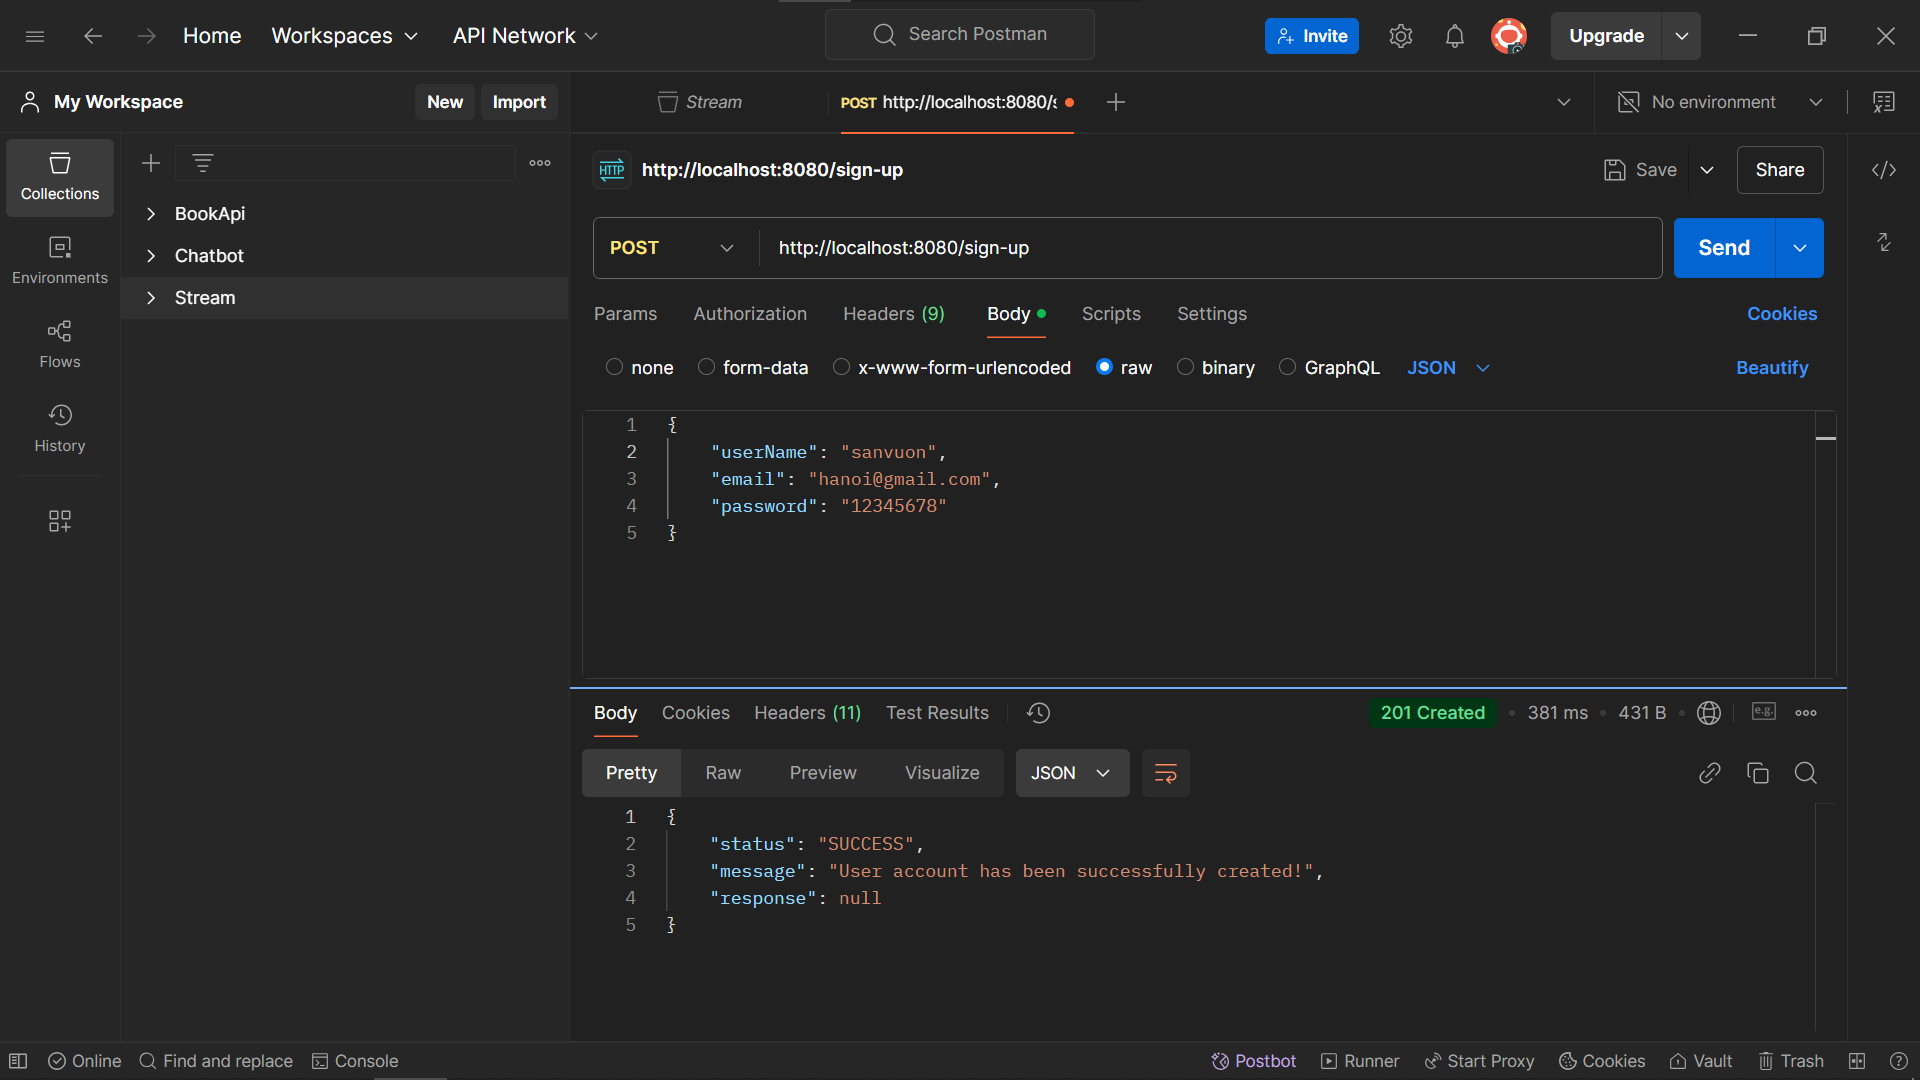 Home Workspaces API Network Search Postman Invite Upgrade
My Workspace New Import Stream POST http://localhost:8080/s No environment
Collections
Environments
Flows
History
BookApi
Chatbot
Stream
HTTP http://localhost:8080/sign-up Save Share
POST http://localhost:8080/sign-up Send
Params Authorization Headers (9) Body Scripts Settings Cookies
none form-data x-www-form-urlencoded raw binary GraphQL JSON Beautify
1 {
2 "userName": "sanvuon",
3 "email": "hanoi@gmail.com",
4 "password": "12345678"
5 }
Body Cookies Headers (11) Test Results 201 Created 381 ms 431 B e.g.
Pretty Raw Preview Visualize JSON
1 {
2 "status": "SUCCESS",
3 "message": "User account has been successfully created!",
4 "response": null
5 }
Online Find and replace Console Postbot Runner Start Proxy Cookies Vault Trash